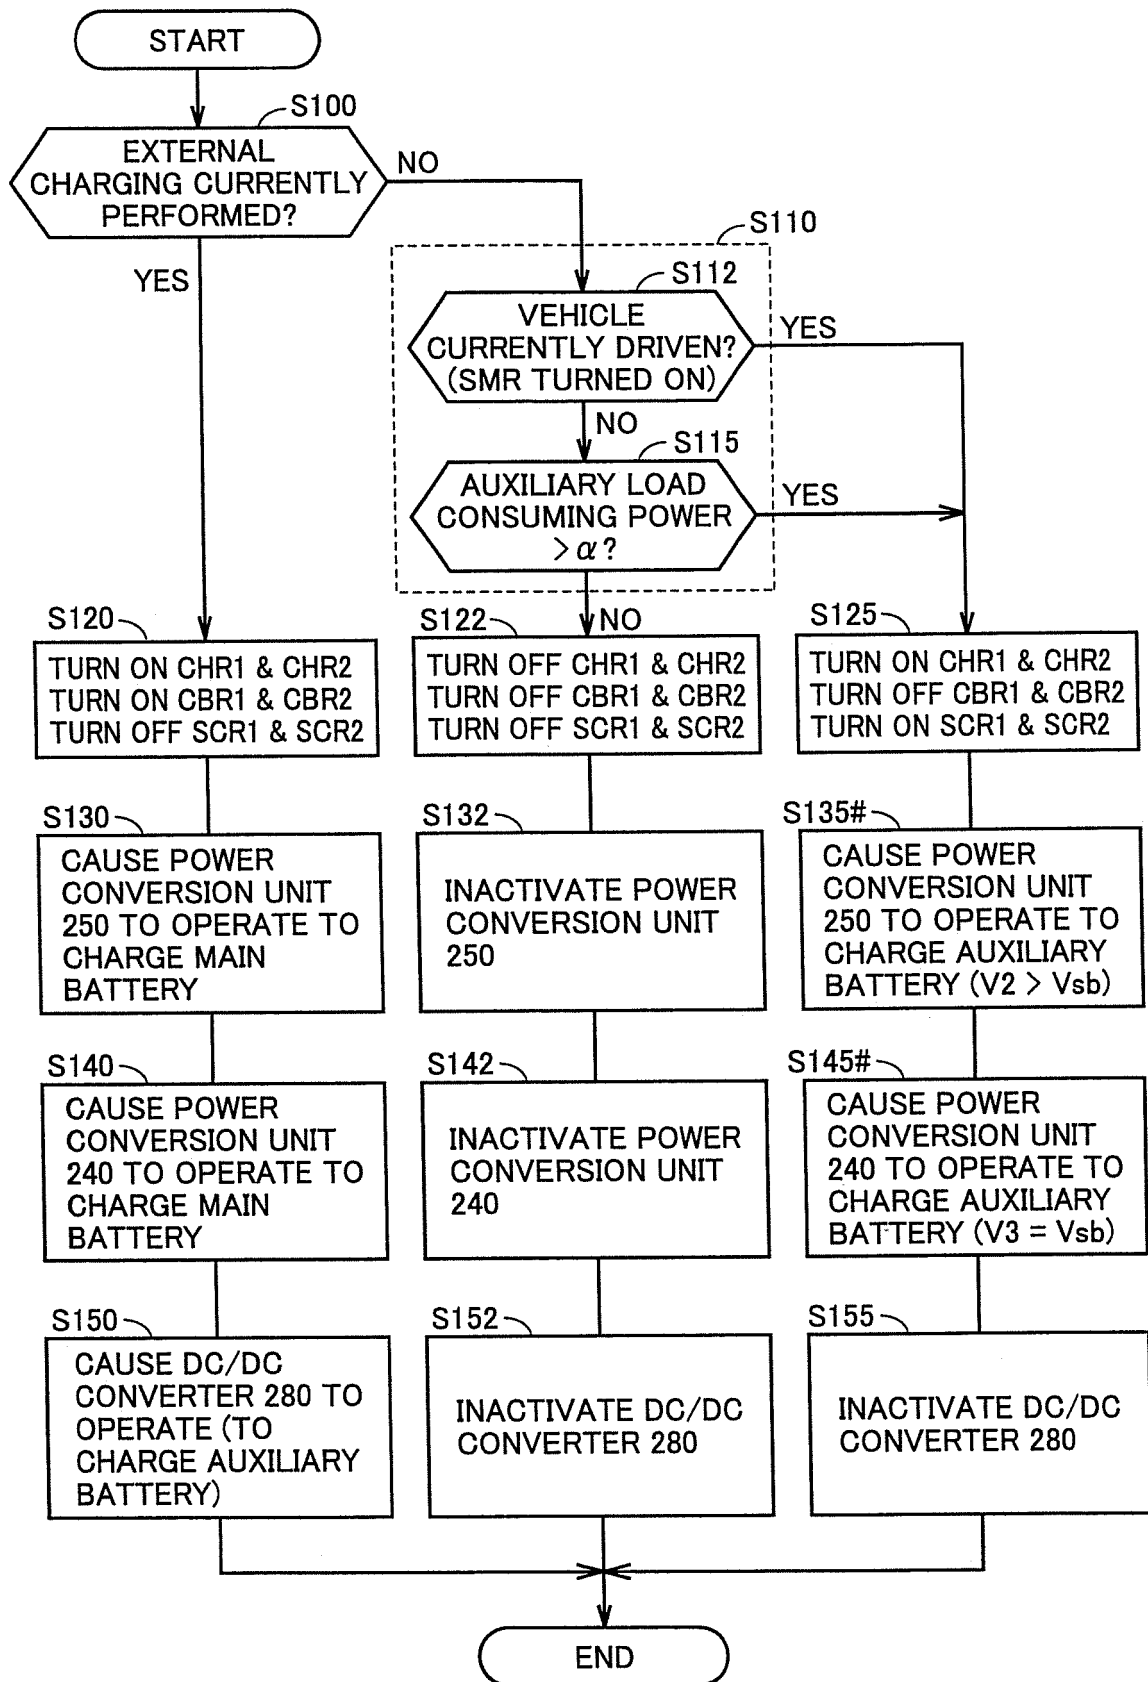 START
S100
EXTERNAL
CHARGING CURRENTLY
PERFORMED?
NO
YES
S110
S112
VEHICLE
CURRENTLY DRIVEN?
(SMR TURNED ON)
YES
NO
S115
AUXILIARY LOAD
CONSUMING POWER
> α ?
YES
NO
S120
TURN ON CHR1 & CHR2
TURN ON CBR1 & CBR2
TURN OFF SCR1 & SCR2
S122
TURN OFF CHR1 & CHR2
TURN OFF CBR1 & CBR2
TURN OFF SCR1 & SCR2
S125
TURN ON CHR1 & CHR2
TURN OFF CBR1 & CBR2
TURN ON SCR1 & SCR2
S130
CAUSE POWER
CONVERSION UNIT
250 TO OPERATE TO
CHARGE MAIN
BATTERY
S132
INACTIVATE POWER
CONVERSION UNIT
250
S135#
CAUSE POWER
CONVERSION UNIT
250 TO OPERATE TO
CHARGE AUXILIARY
BATTERY (V2 > Vsb)
S140
CAUSE POWER
CONVERSION UNIT
240 TO OPERATE TO
CHARGE MAIN
BATTERY
S142
INACTIVATE POWER
CONVERSION UNIT
240
S145#
CAUSE POWER
CONVERSION UNIT
240 TO OPERATE TO
CHARGE AUXILIARY
BATTERY (V3 = Vsb)
S150
CAUSE DC/DC
CONVERTER 280 TO
OPERATE (TO
CHARGE AUXILIARY
BATTERY)
S152
INACTIVATE DC/DC
CONVERTER 280
S155
INACTIVATE DC/DC
CONVERTER 280
END